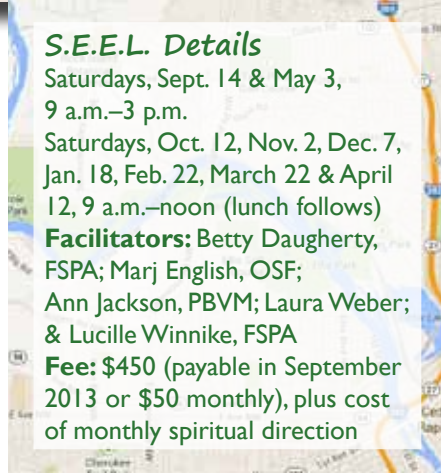 S.E.E.L. Details
Saturdays, Sept. 14 & May 3,
9 a.m.–3 p.m.
Saturdays, Oct. 12, Nov. 2, Dec. 7,
Jan. 18, Feb. 22, March 22 & April
12, 9 a.m.–noon (lunch follows)
Facilitators: Betty Daugherty,
FSPA; Marj English, OSF;
Ann Jackson, PBVM; Laura Weber;
& Lucille Winnike, FSPA
Fee: $450 (payable in September
2013 or $50 monthly), plus cost
of monthly spiritual direction
Cherokee